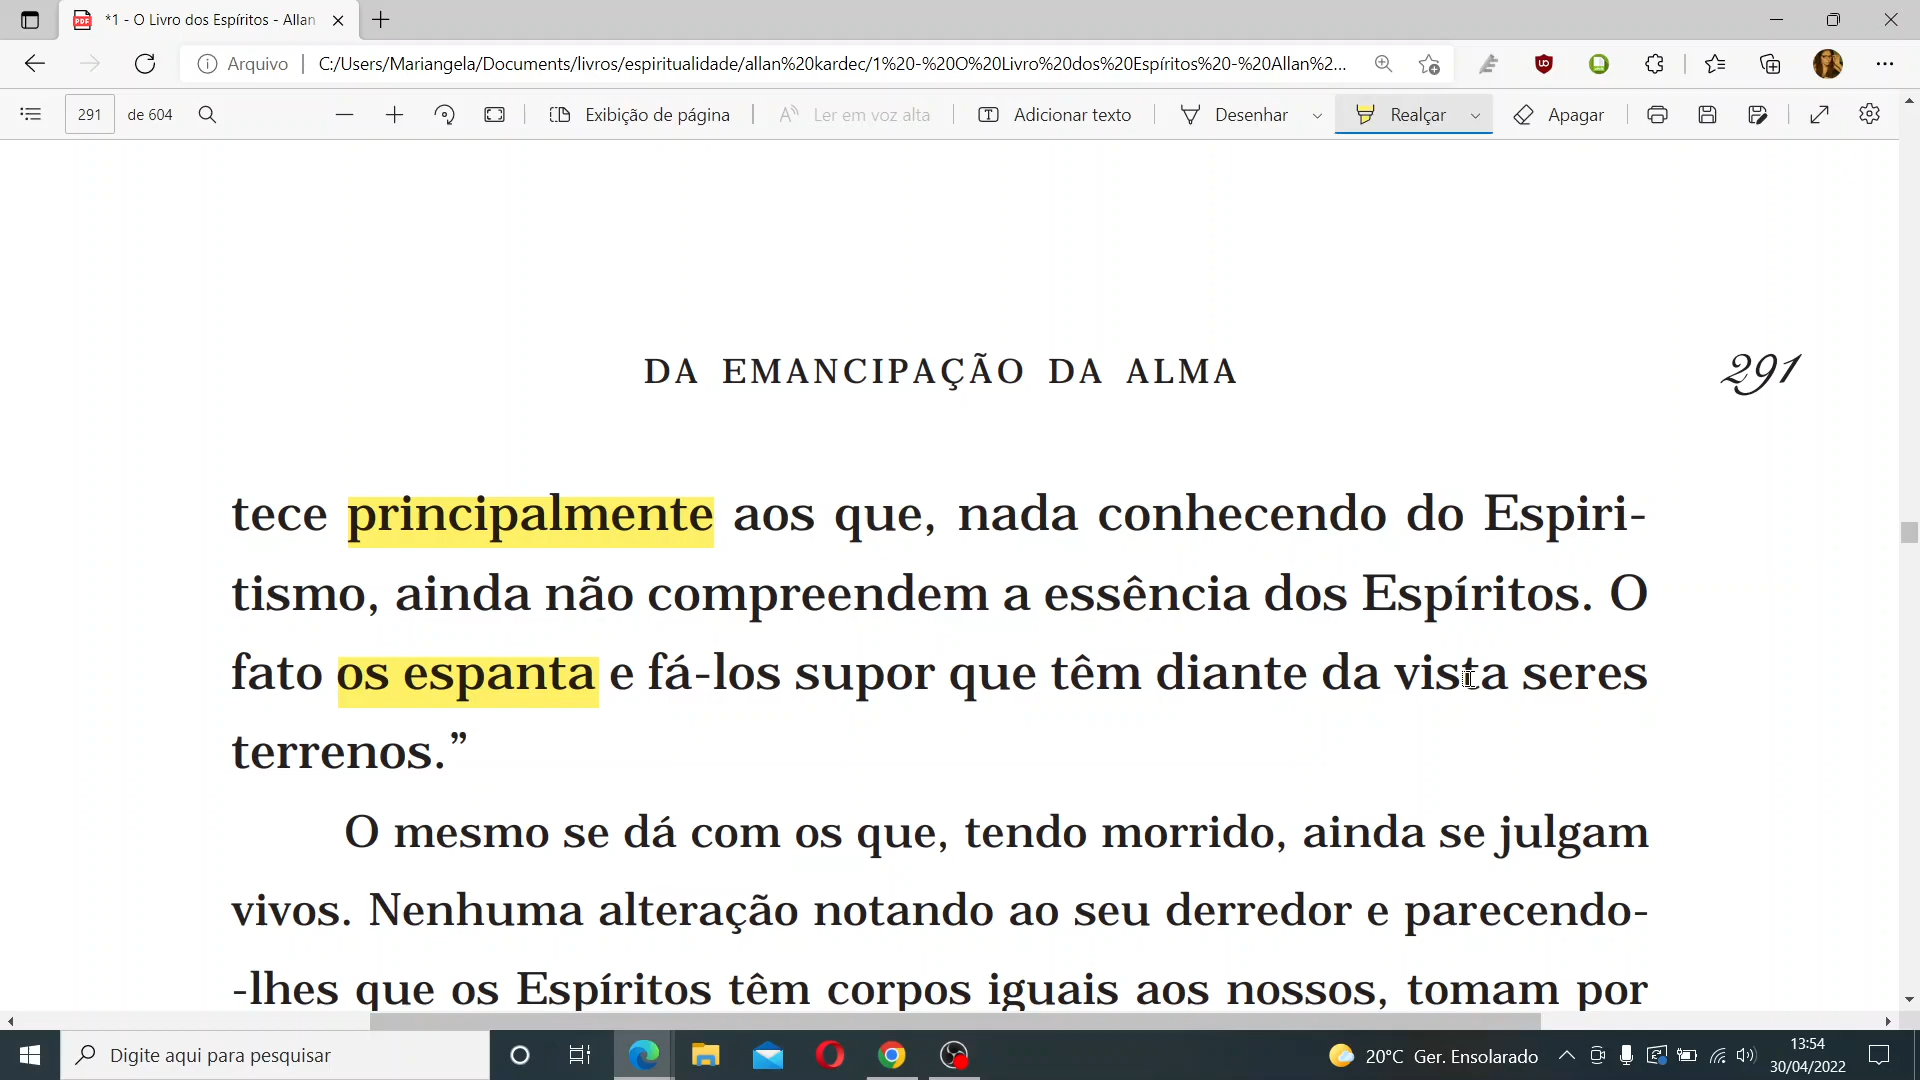 *1 - O Livro dos Espíritos - Allan
Arquivo
C:/Users/Mariangela/Documents/livros/espiritualidade/allan%20kardec/1%20-%20O%20Livro%20dos%20Espíritos%20-%20Allan%2...
291 de 604
Exibição de página
Ler em voz alta
Adicionar texto
Desenhar
Realçar
Apagar
DA EMANCIPAÇÃO DA ALMA 291
tece principalmente aos que, nada conhecendo do Espiri-
tismo, ainda não compreendem a essência dos Espíritos. O
fato os espanta e fá-los supor que têm diante da vista seres
terrenos.”
O mesmo se dá com os que, tendo morrido, ainda se julgam
vivos. Nenhuma alteração notando ao seu derredor e parecendo-
-lhes que os Espíritos têm corpos iguais aos nossos, tomam por
Digite aqui para pesquisar
20°C Ger. Ensolarado
13:54
30/04/2022